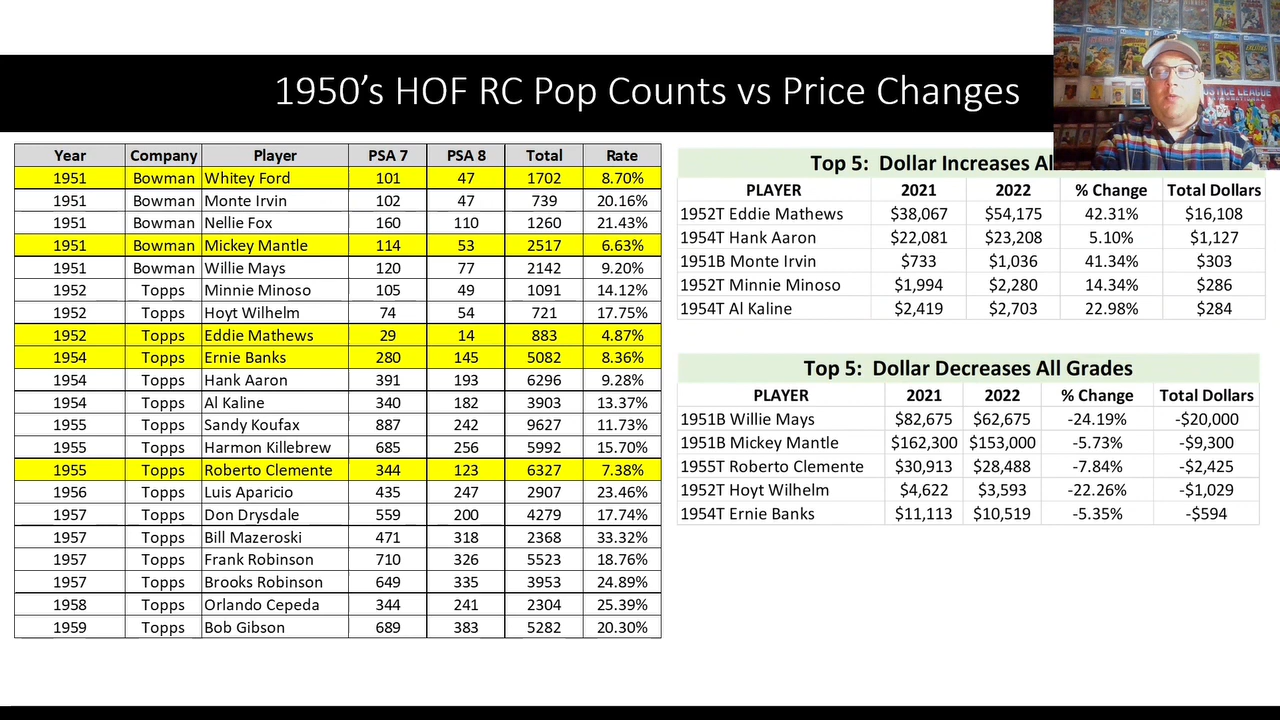 1950’s HOF RC Pop Counts vs Price Changes
Year Company Player PSA 7 PSA 8 Total Rate
1951 Bowman Whitey Ford 101 47 1702 8.70%
1951 Bowman Monte Irvin 102 47 739 20.16%
1951 Bowman Nellie Fox 160 110 1260 21.43%
1951 Bowman Mickey Mantle 114 53 2517 6.63%
1951 Bowman Willie Mays 120 77 2142 9.20%
1952 Topps Minnie Minoso 105 49 1091 14.12%
1952 Topps Hoyt Wilhelm 74 54 721 17.75%
1952 Topps Eddie Mathews 29 14 883 4.87%
1954 Topps Ernie Banks 280 145 5082 8.36%
1954 Topps Hank Aaron 391 193 6296 9.28%
1954 Topps Al Kaline 340 182 3903 13.37%
1955 Topps Sandy Koufax 887 242 9627 11.73%
1955 Topps Harmon Killebrew 685 256 5992 15.70%
1955 Topps Roberto Clemente 344 123 6327 7.38%
1956 Topps Luis Aparicio 435 247 2907 23.46%
1957 Topps Don Drysdale 559 200 4279 17.74%
1957 Topps Bill Mazeroski 471 318 2368 33.32%
1957 Topps Frank Robinson 710 326 5523 18.76%
1957 Topps Brooks Robinson 649 335 3953 24.89%
1958 Topps Orlando Cepeda 344 241 2304 25.39%
1959 Topps Bob Gibson 689 383 5282 20.30%
Top 5: Dollar Increases Al
PLAYER 2021 2022 % Change Total Dollars
1952T Eddie Mathews $38,067 $54,175 42.31% $16,108
1954T Hank Aaron $22,081 $23,208 5.10% $1,127
1951B Monte Irvin $733 $1,036 41.34% $303
1952T Minnie Minoso $1,994 $2,280 14.34% $286
1954T Al Kaline $2,419 $2,703 22.98% $284
Top 5: Dollar Decreases All Grades
PLAYER 2021 2022 % Change Total Dollars
1951B Willie Mays $82,675 $62,675 -24.19% -$20,000
1951B Mickey Mantle $162,300 $153,000 -5.73% -$9,300
1955T Roberto Clemente $30,913 $28,488 -7.84% -$2,425
1952T Hoyt Wilhelm $4,622 $3,593 -22.26% -$1,029
1954T Ernie Banks $11,113 $10,519 -5.35% -$594
JUSTICE LEAGUE